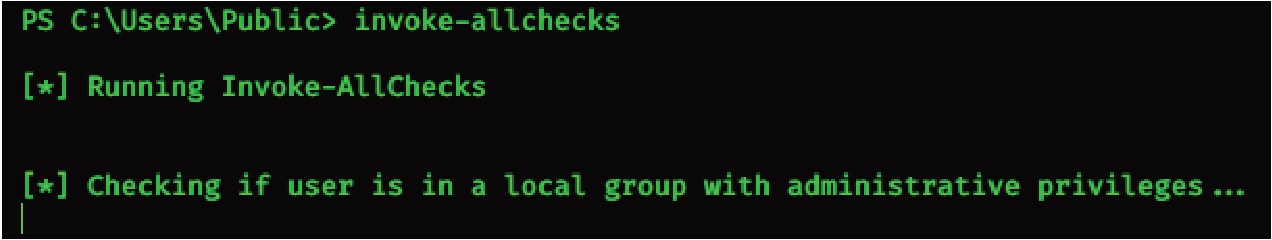 PS C:\Users\Public> invoke-allchecks
[*] Running Invoke-AllChecks
[*] Checking if user is in a local group with administrative privileges...